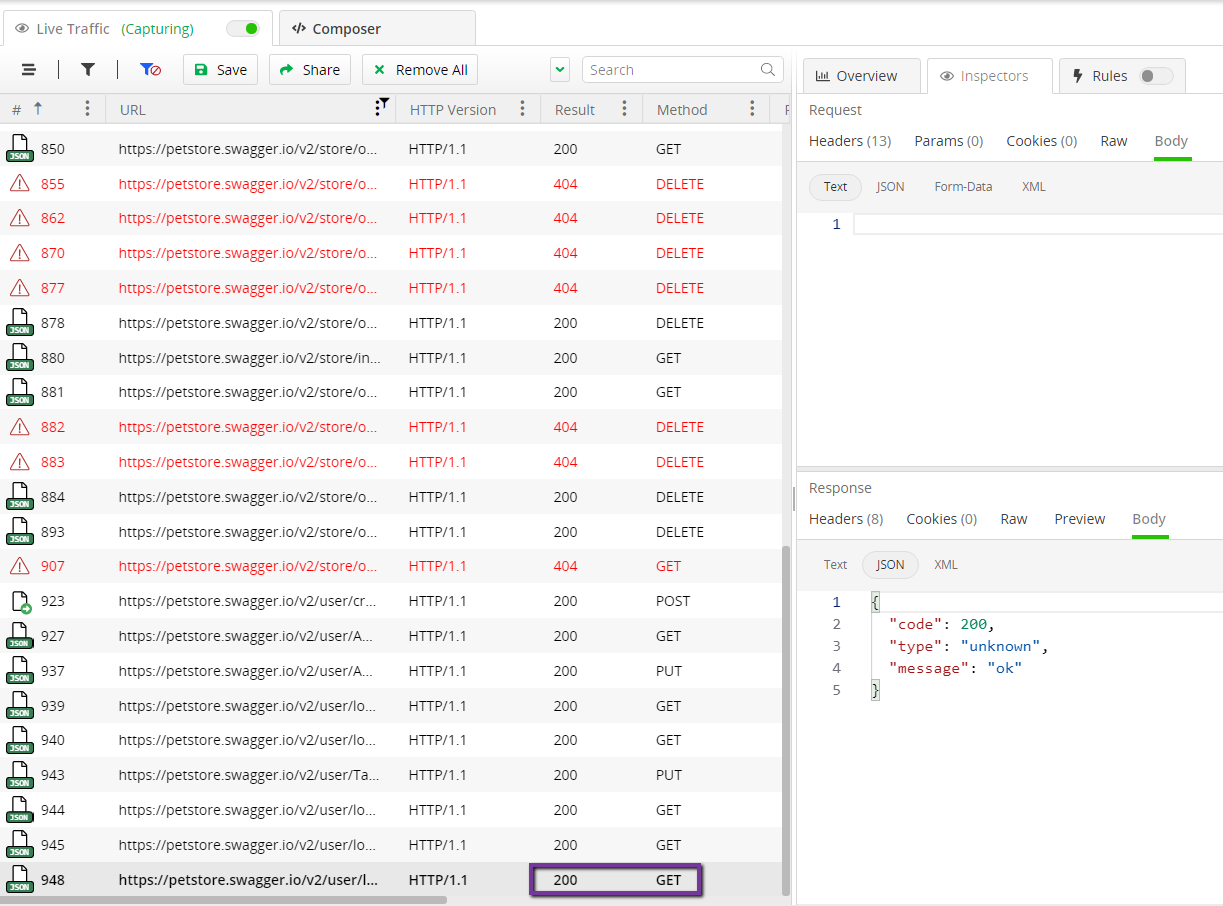 Live Traffic (Capturing)
Composer
Save Share Remove All Search
# URL HTTP Version Result Method
JSON 850 https://petstore.swagger.io/v2/store/o... HTTP/1.1 200 GET
855 https://petstore.swagger.io/v2/store/o... HTTP/1.1 404 DELETE
862 https://petstore.swagger.io/v2/store/o... HTTP/1.1 404 DELETE
870 https://petstore.swagger.io/v2/store/o... HTTP/1.1 404 DELETE
877 https://petstore.swagger.io/v2/store/o... HTTP/1.1 404 DELETE
JSON 878 https://petstore.swagger.io/v2/store/o... HTTP/1.1 200 DELETE
JSON 880 https://petstore.swagger.io/v2/store/in... HTTP/1.1 200 GET
JSON 881 https://petstore.swagger.io/v2/store/o... HTTP/1.1 200 GET
882 https://petstore.swagger.io/v2/store/o... HTTP/1.1 404 DELETE
883 https://petstore.swagger.io/v2/store/o... HTTP/1.1 404 DELETE
JSON 884 https://petstore.swagger.io/v2/store/o... HTTP/1.1 200 DELETE
JSON 893 https://petstore.swagger.io/v2/store/o... HTTP/1.1 200 DELETE
907 https://petstore.swagger.io/v2/store/o... HTTP/1.1 404 GET
923 https://petstore.swagger.io/v2/user/cr... HTTP/1.1 200 POST
JSON 927 https://petstore.swagger.io/v2/user/A... HTTP/1.1 200 GET
JSON 937 https://petstore.swagger.io/v2/user/A... HTTP/1.1 200 PUT
JSON 939 https://petstore.swagger.io/v2/user/lo... HTTP/1.1 200 GET
JSON 940 https://petstore.swagger.io/v2/user/lo... HTTP/1.1 200 GET
JSON 943 https://petstore.swagger.io/v2/user/Ta... HTTP/1.1 200 PUT
JSON 944 https://petstore.swagger.io/v2/user/lo... HTTP/1.1 200 GET
JSON 945 https://petstore.swagger.io/v2/user/lo... HTTP/1.1 200 GET
JSON 948 https://petstore.swagger.io/v2/user/l... HTTP/1.1 200 GET
Overview Inspectors Rules
Request
Headers (13) Params (0) Cookies (0) Raw Body
Text JSON Form-Data XML
1
Response
Headers (8) Cookies (0) Raw Preview Body
Text JSON XML
1 {
2 "code": 200,
3 "type": "unknown",
4 "message": "ok"
5 }